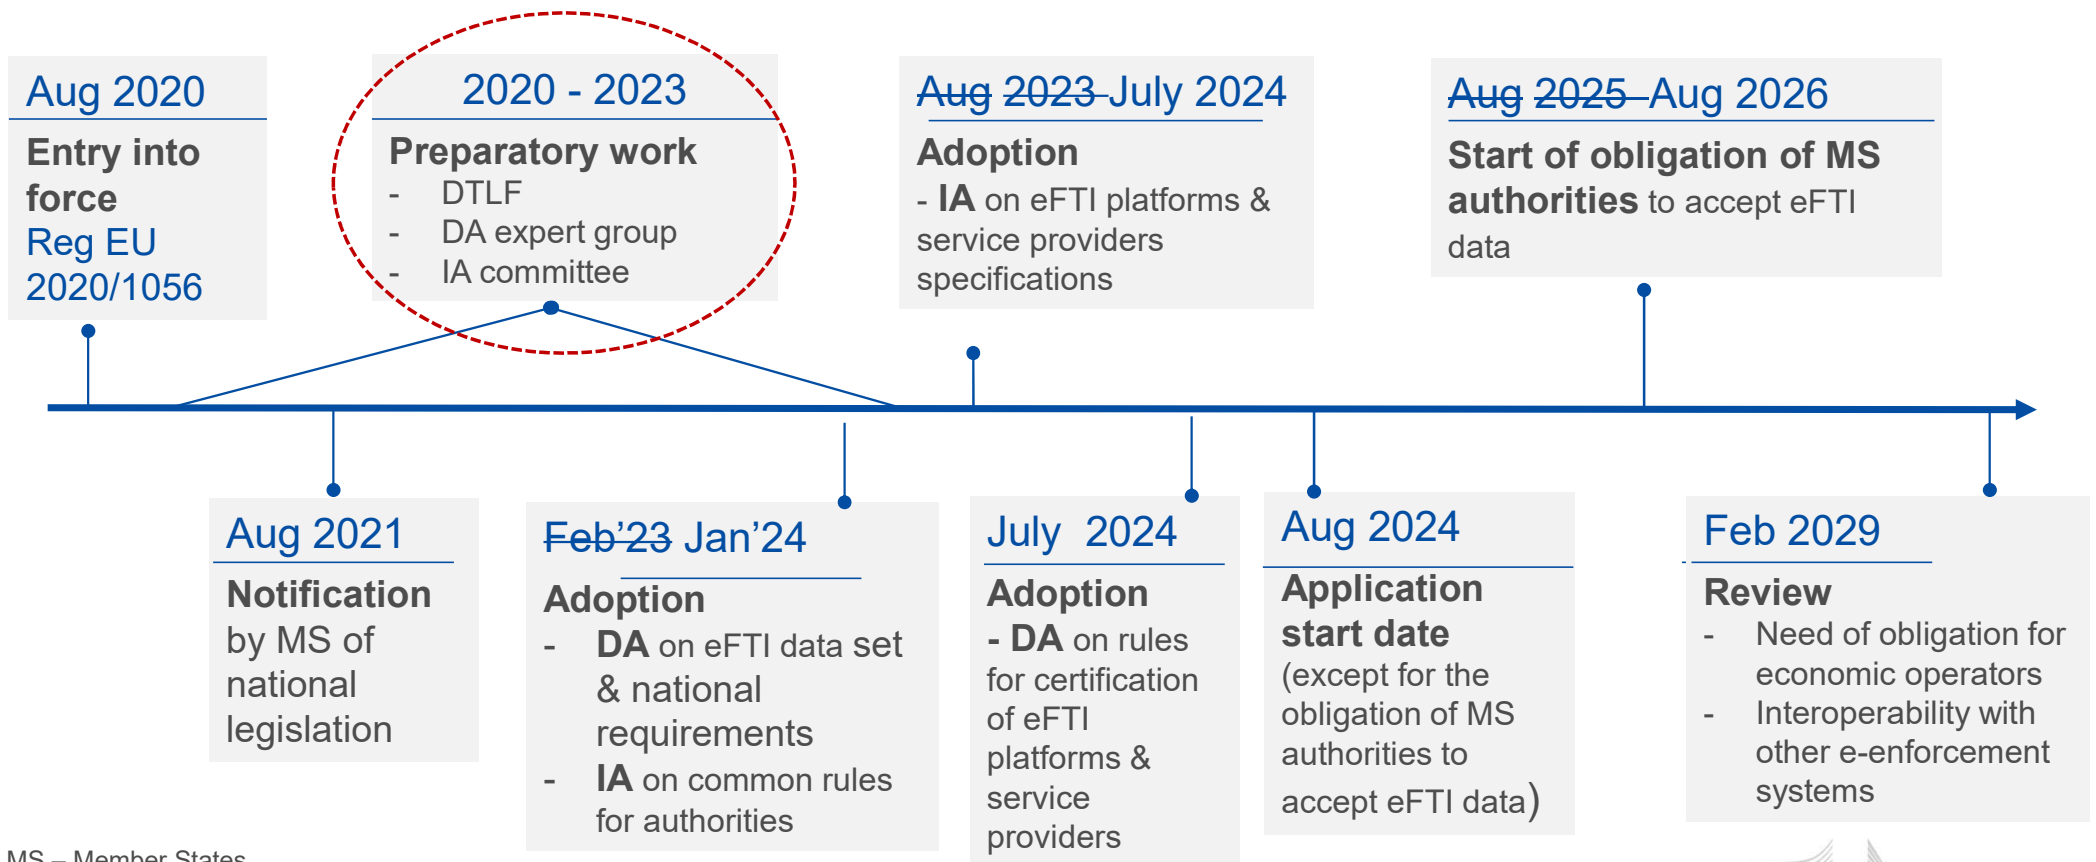 Aug 2020
Entry into
force
Reg EU
2020/1056
2020 - 2023
Preparatory work
- DTLF
- DA expert group
- IA committee
Aug 2023 July 2024
Adoption
- IA on eFTI platforms &
service providers
specifications
Aug 2025 Aug 2026
Start of obligation of MS
authorities to accept eFTI
data
Aug 2021
Notification
by MS of
national
legislation
Feb’23 Jan’24
Adoption
- DA on eFTI data set
& national
requirements
- IA on common rules
for authorities
July 2024
Adoption
- DA on rules
for certification
of eFTI
platforms &
service
providers
Aug 2024
Application
start date
(except for the
obligation of MS
authorities to
accept eFTI data)
Feb 2029
Review
- Need of obligation for
economic operators
- Interoperability with
other e-enforcement
systems
MS – Member States